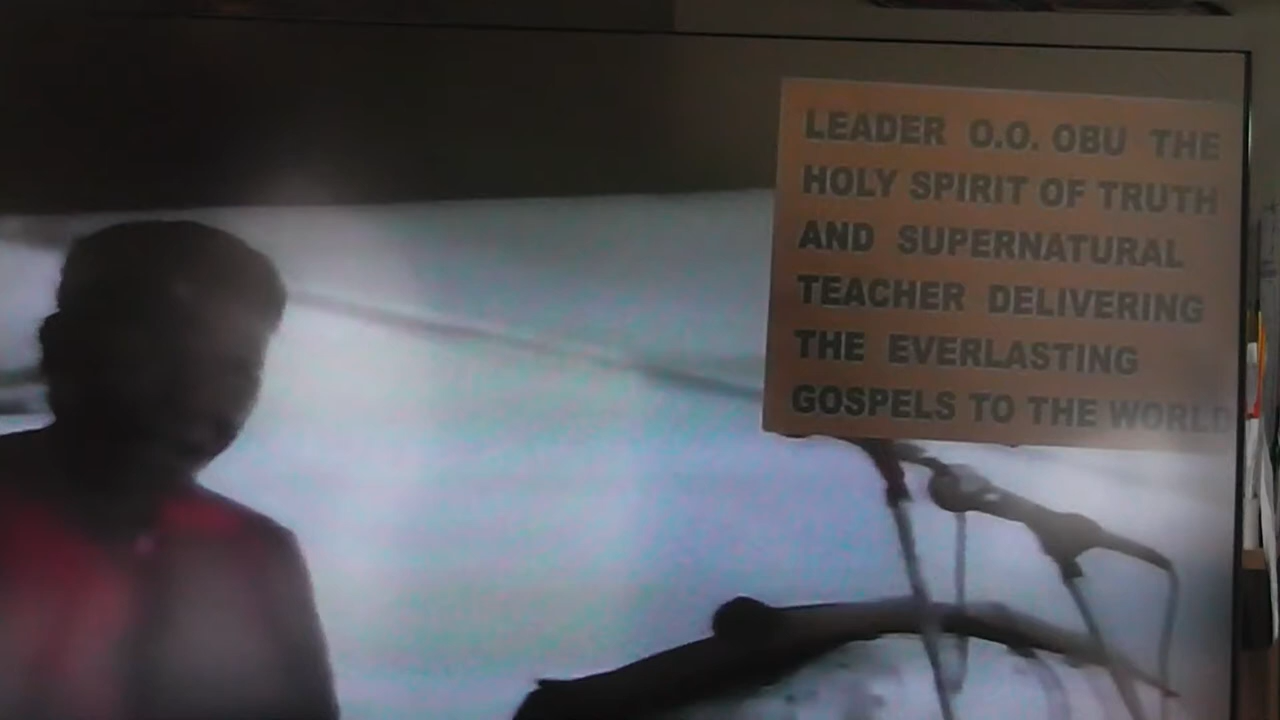 LEADER O.O. OBU THE
HOLY SPIRIT OF TRUTH
AND SUPERNATURAL
TEACHER DELIVERING
THE EVERLASTING
GOSPELS TO THE WORLD